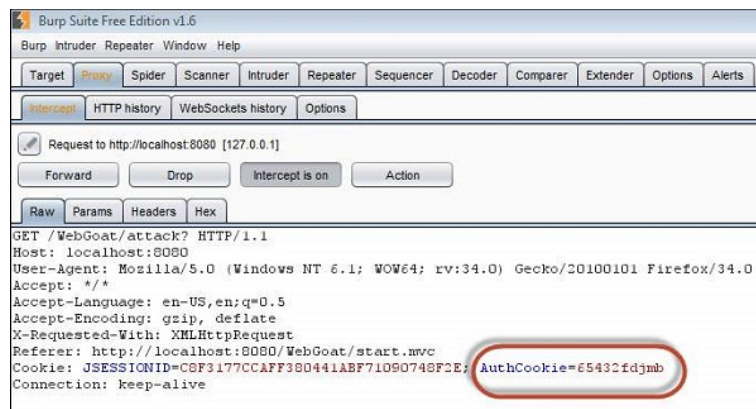 Burp Suite Free Edition v1.6
Burp Intruder Repeater Window Help
Target Proxy Spider Scanner Intruder Repeater Sequencer Decoder Comparer Extender Options Alerts
Intercept HTTP history WebSockets history Options
Request to http://localhost:8080 [127.0.0.1]
Forward Drop Intercept is on Action
Raw Params Headers Hex
GET /WebGoat/attack? HTTP/1.1
Host: localhost:8080
User-Agent: Mozilla/5.0 (Windows NT 6.1; WOW64; rv:34.0) Gecko/20100101 Firefox/34.0
Accept: */*
Accept-Language: en-US,en;q=0.5
Accept-Encoding: gzip, deflate
X-Requested-With: XMLHttpRequest
Referer: http://localhost:8080/WebGoat/start.mvc
Cookie: JSESSIONID=C8F3177CCAFF380441ABF71090748F2E; AuthCookie=65432fdjmb
Connection: keep-alive